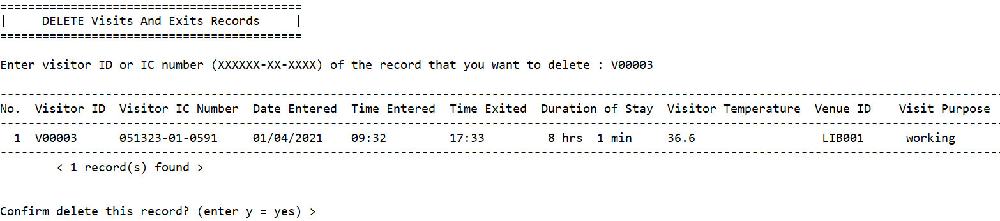 ===========================================
|     DELETE Visits And Exits Records     |
===========================================
Enter visitor ID or IC number (XXXXXX-XX-XXXX) of the record that you want to delete : V00003
-----------------------------------------------------------------------------------------------------------------------------------------------
No.  Visitor ID  Visitor IC Number  Date Entered  Time Entered  Time Exited  Duration of Stay  Visitor Temperature  Venue ID    Visit Purpose
-----------------------------------------------------------------------------------------------------------------------------------------------
  1  V00003      051323-01-0591     01/04/2021    09:32         17:33         8 hrs  1 min     36.6                  LIB001      working
-----------------------------------------------------------------------------------------------------------------------------------------------
        < 1 record(s) found >
Confirm delete this record? (enter y = yes) >